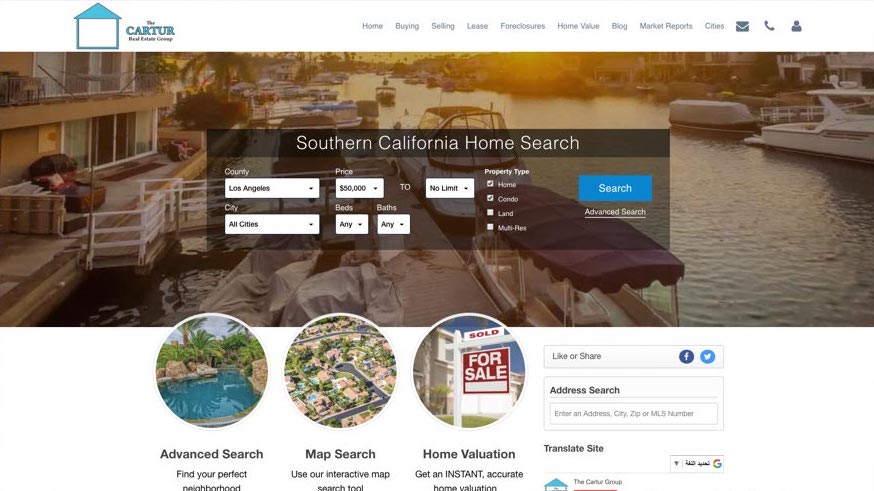 The
CARTUR
Real Estate Group
Home Buying Selling Lease Foreclosures Home Value Blog Market Reports Cities
Southern California Home Search
County Price Property Type
Los Angeles $50,000 TO No Limit Home Search
Condo
City Beds Baths Land Advanced Search
All Cities Any Any Multi-Res
SOLD
FOR
SALE
Like or Share
Address Search
Enter an Address, City, Zip or MLS Number
Advanced Search Map Search Home Valuation
Translate Site
Find your perfect Use our interactive map Get an INSTANT, accurate
تحديد اللغة
neighborhood search tool home valuation
The Cartur Group